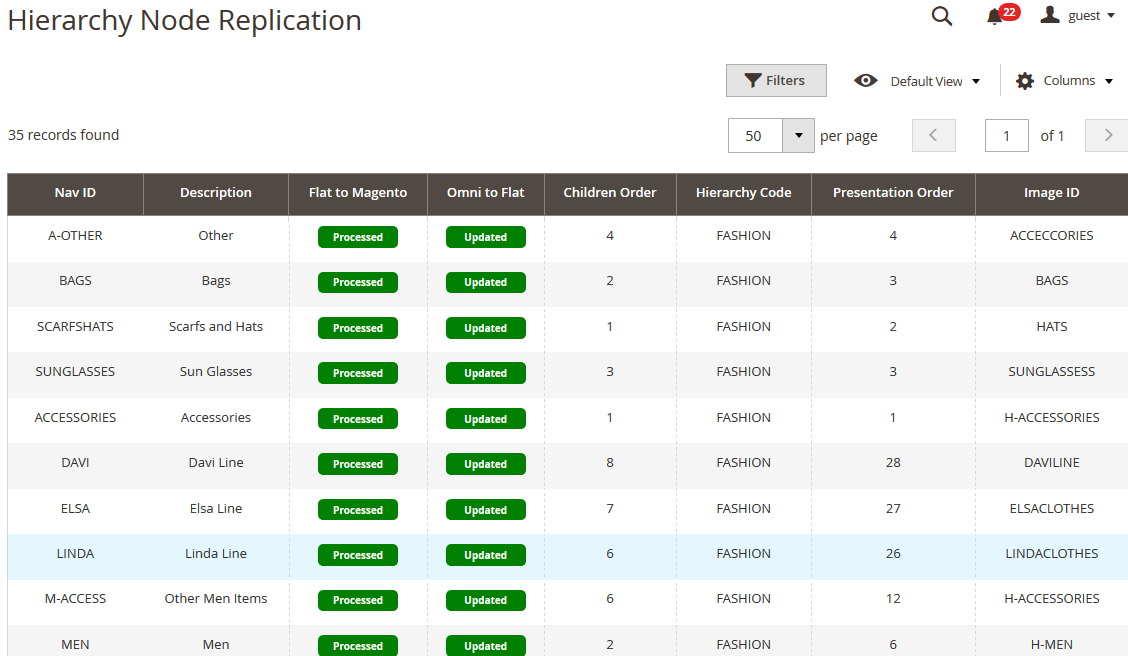 Hierarchy Node Replication
22
guest
Filters
Default View
Columns
35 records found
50 per page
1 of 1
Nav ID Description Flat to Magento Omni to Flat Children Order Hierarchy Code Presentation Order Image ID
A-OTHER Other Processed Updated 4 FASHION 4 ACCECCORIES
BAGS Bags Processed Updated 2 FASHION 3 BAGS
SCARFSHATS Scarfs and Hats Processed Updated 1 FASHION 2 HATS
SUNGLASSES Sun Glasses Processed Updated 3 FASHION 3 SUNGLASSESS
ACCESSORIES Accessories Processed Updated 1 FASHION 1 H-ACCESSORIES
DAVI Davi Line Processed Updated 8 FASHION 28 DAVILINE
ELSA Elsa Line Processed Updated 7 FASHION 27 ELSACLOTHES
LINDA Linda Line Processed Updated 6 FASHION 26 LINDACLOTHES
M-ACCESS Other Men Items Processed Updated 6 FASHION 12 H-ACCESSORIES
MEN Men Processed Updated 2 FASHION 6 H-MEN